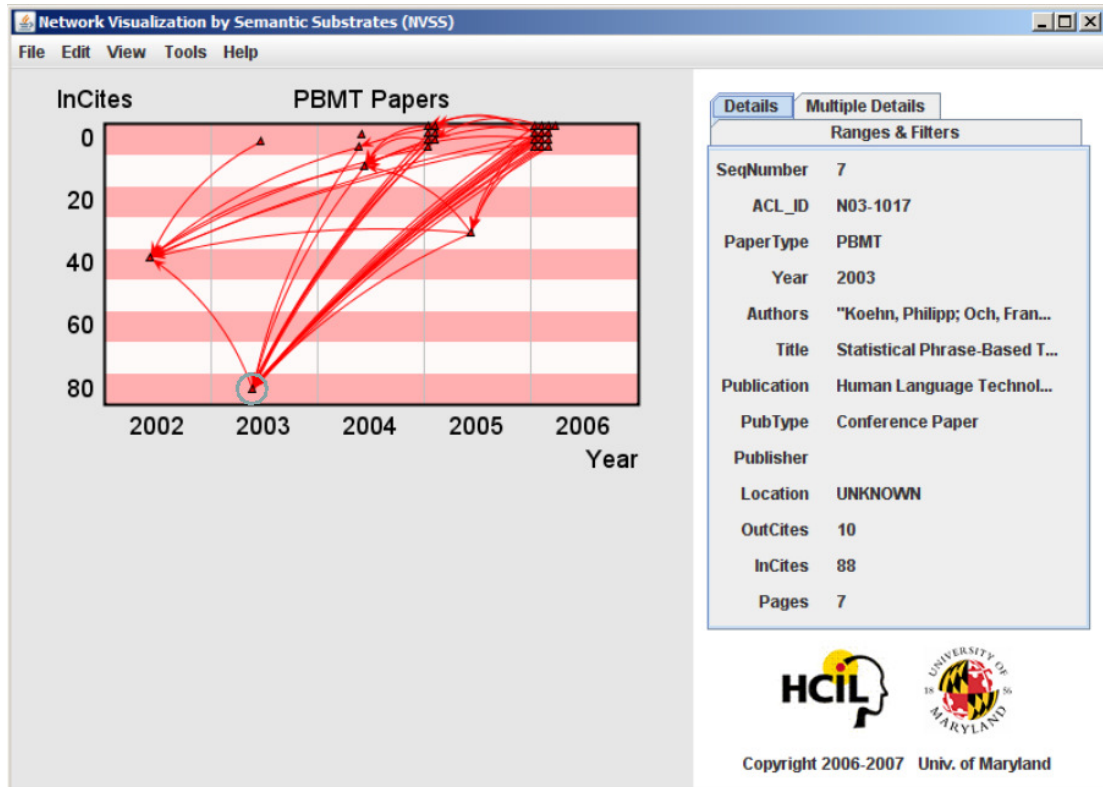 Network Visualization by Semantic Substrates (NVSS)
File Edit View Tools Help
InCites PBMT Papers
0
20
40
60
80
2002 2003 2004 2005 2006
Year
Details Multiple Details
Ranges & Filters
SeqNumber 7
ACL_ID N03-1017
PaperType PBMT
Year 2003
Authors "Koehn, Philipp; Och, Fran...
Title Statistical Phrase-Based T...
Publication Human Language Technol...
PubType Conference Paper
Publisher
Location UNKNOWN
OutCites 10
InCites 88
Pages 7
HCIL
UNIVERSITY OF
18 56
MARYLAND
Copyright 2006-2007 Univ. of Maryland